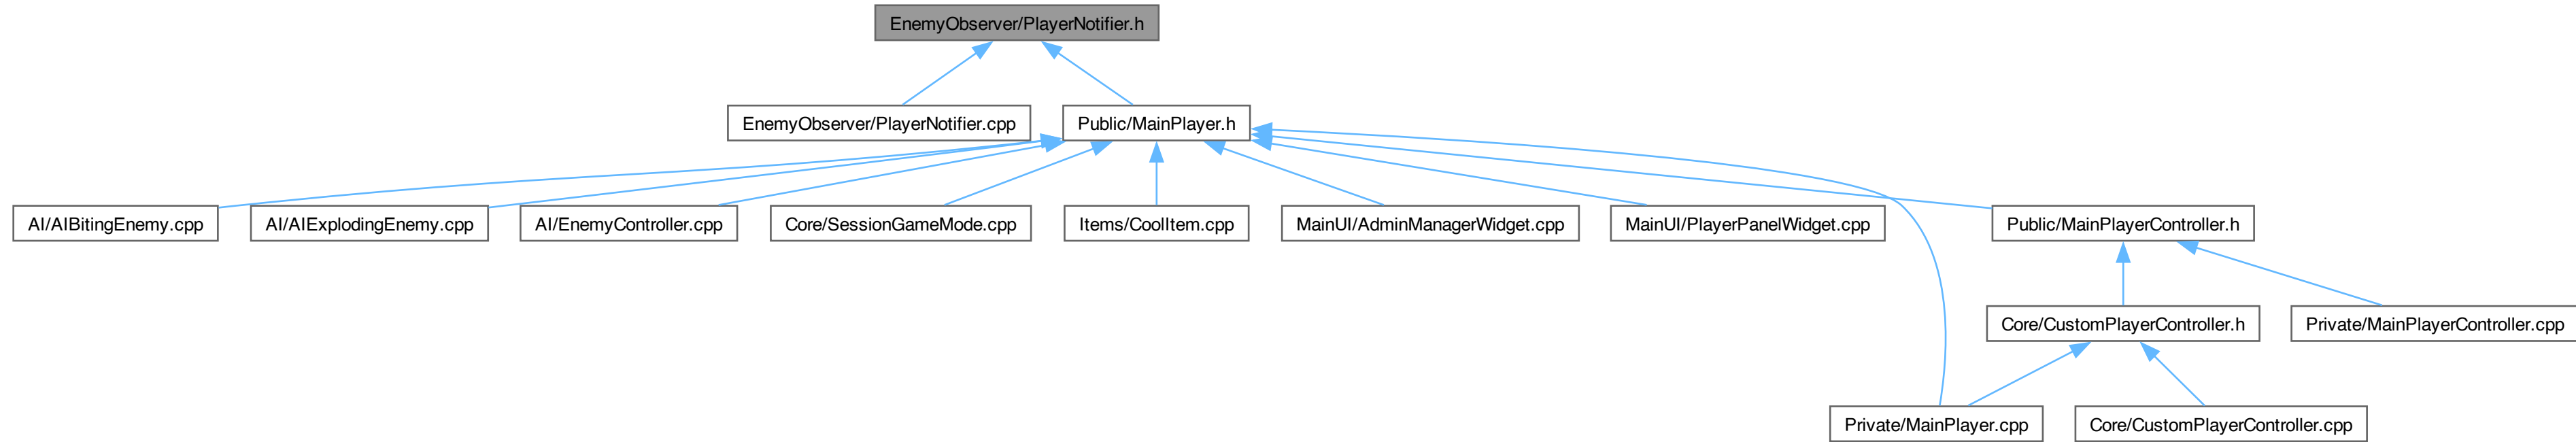 EnemyObserver/PlayerNotifier.h
EnemyObserver/PlayerNotifier.cpp
Public/MainPlayer.h
AI/AIBitingEnemy.cpp
AI/AIExplodingEnemy.cpp
AI/EnemyController.cpp
Core/SessionGameMode.cpp
Items/CoolItem.cpp
MainUI/AdminManagerWidget.cpp
MainUI/PlayerPanelWidget.cpp
Public/MainPlayerController.h
Core/CustomPlayerController.h
Private/MainPlayerController.cpp
Private/MainPlayer.cpp
Core/CustomPlayerController.cpp